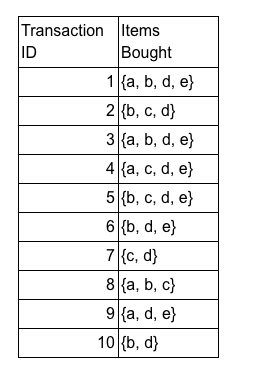 Transaction ID Items Bought
1 {a, b, d, e}
2 {b, c, d}
3 {a, b, d, e}
4 {a, c, d, e}
5 {b, c, d, e}
6 {b, d, e}
7 {c, d}
8 {a, b, c}
9 {a, d, e}
10 {b, d}